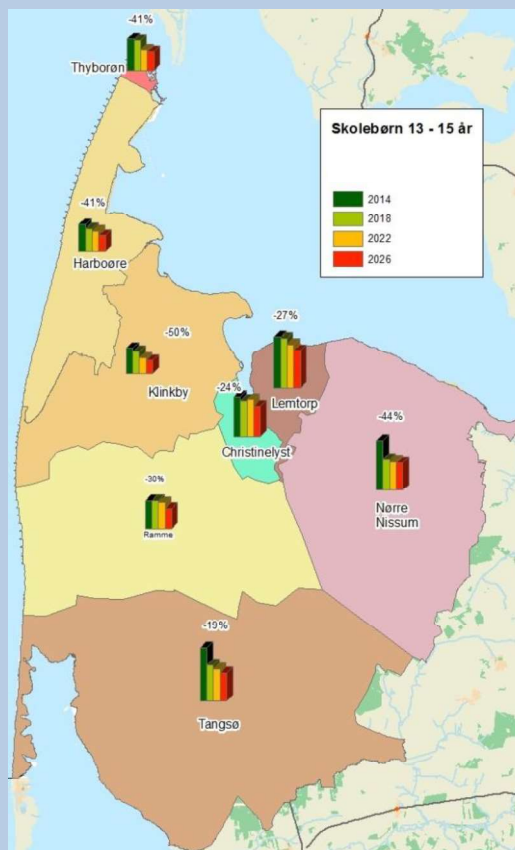 -41%
Thyborøn
Skolebørn 13 - 15 år
2014
2018
2022
2026
-41%
Harboøre
-50%
Klinkby
-27%
Lemtorp
-24%
Christinelyst
-44%
Nørre
Nissum
-30%
Ramme
-19%
Tangsø